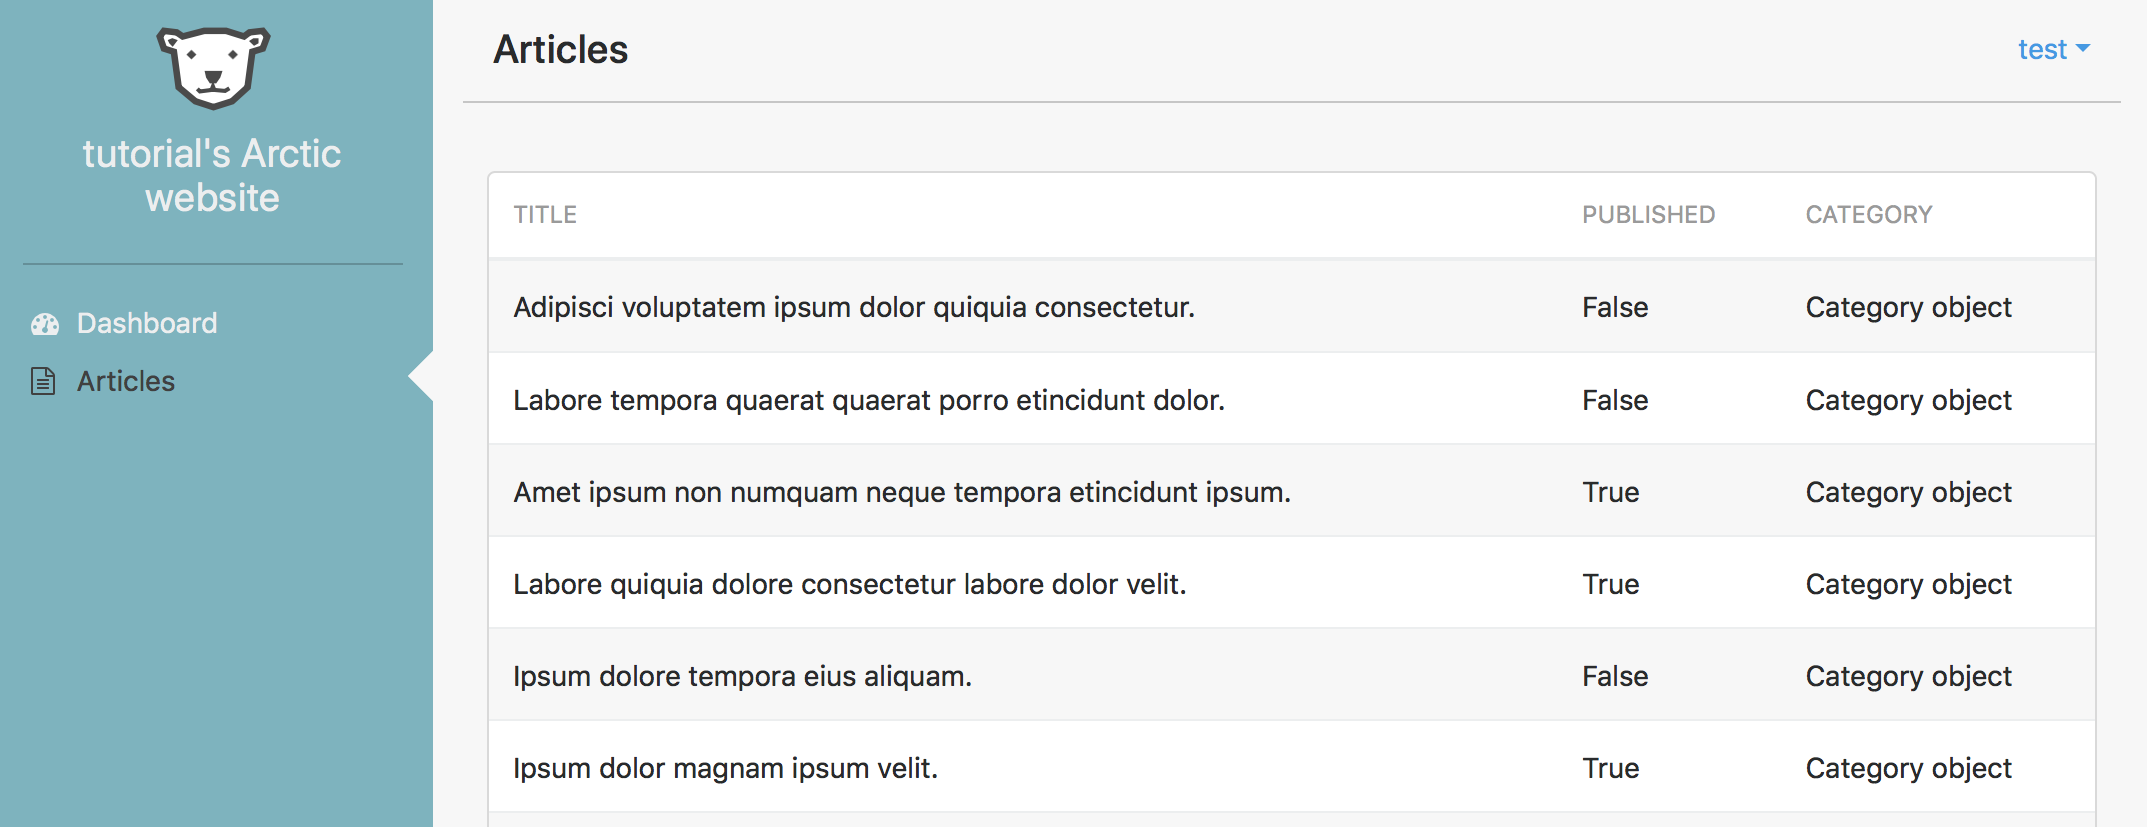 tutorial's Arctic
website
Dashboard
Articles
Articles
test
TITLE PUBLISHED CATEGORY
Adipisci voluptatem ipsum dolor quiquia consectetur. False Category object
Labore tempora quaerat quaerat porro etincidunt dolor. False Category object
Amet ipsum non numquam neque tempora etincidunt ipsum. True Category object
Labore quiquia dolore consectetur labore dolor velit. True Category object
Ipsum dolore tempora eius aliquam. False Category object
Ipsum dolor magnam ipsum velit. True Category object